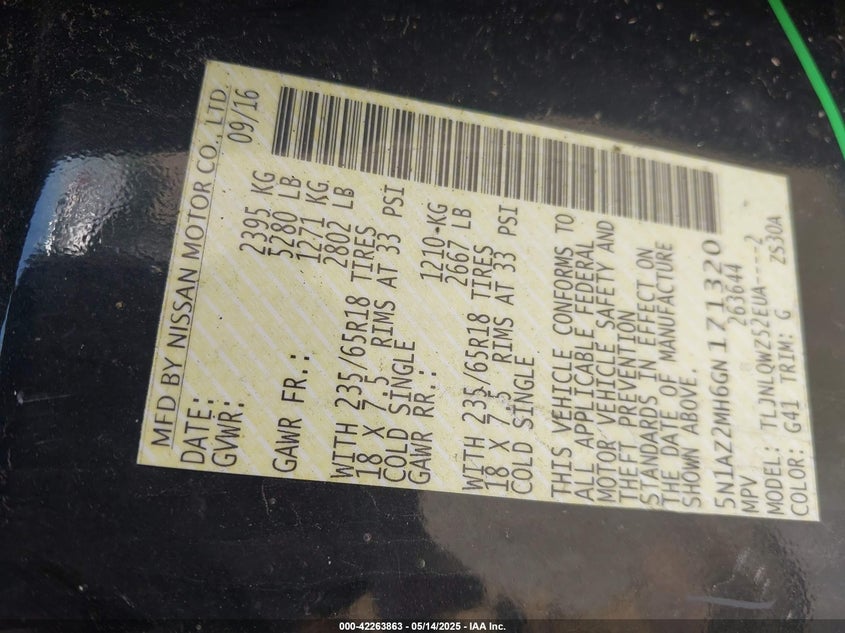 MFD BY NISSAN MOTOR CO., LTD.
DATE: 09/16
GVWR: 2395 KG
5280 LB
GAWR FR.: 1271 KG
2802 LB
WITH 235/65R18 TIRES
18 X 7.5 RIMS AT 33 PSI
COLD SINGLE
GAWR RR.: 1210 KG
2667 LB
WITH 235/65R18 TIRES
18 X 7.5 RIMS AT 33 PSI
COLD SINGLE
THIS VEHICLE CONFORMS TO
ALL APPLICABLE FEDERAL
MOTOR VEHICLE SAFETY AND
THEFT PREVENTION
STANDARDS IN EFFECT ON
THE DATE OF MANUFACTURE
SHOWN ABOVE.
5N1AZ2MH6GN171320
MPV 263644
MODEL: TLJNLQWZS2EUA----2
COLOR: G41 TRIM: G ZS30A
000-42263863 - 05/14/2025 - IAA Inc.